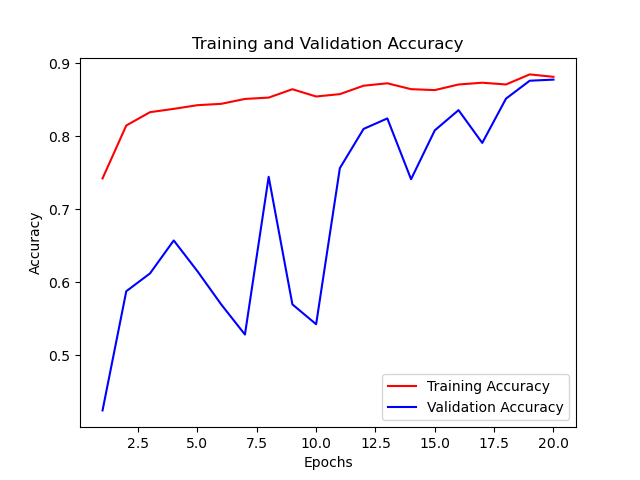 Training and Validation Accuracy
0.9
0.8
0.7
0.6
0.5
Accuracy
Training Accuracy
Validation Accuracy
2.5 5.0 7.5 10.0 12.5 15.0 17.5 20.0
Epochs